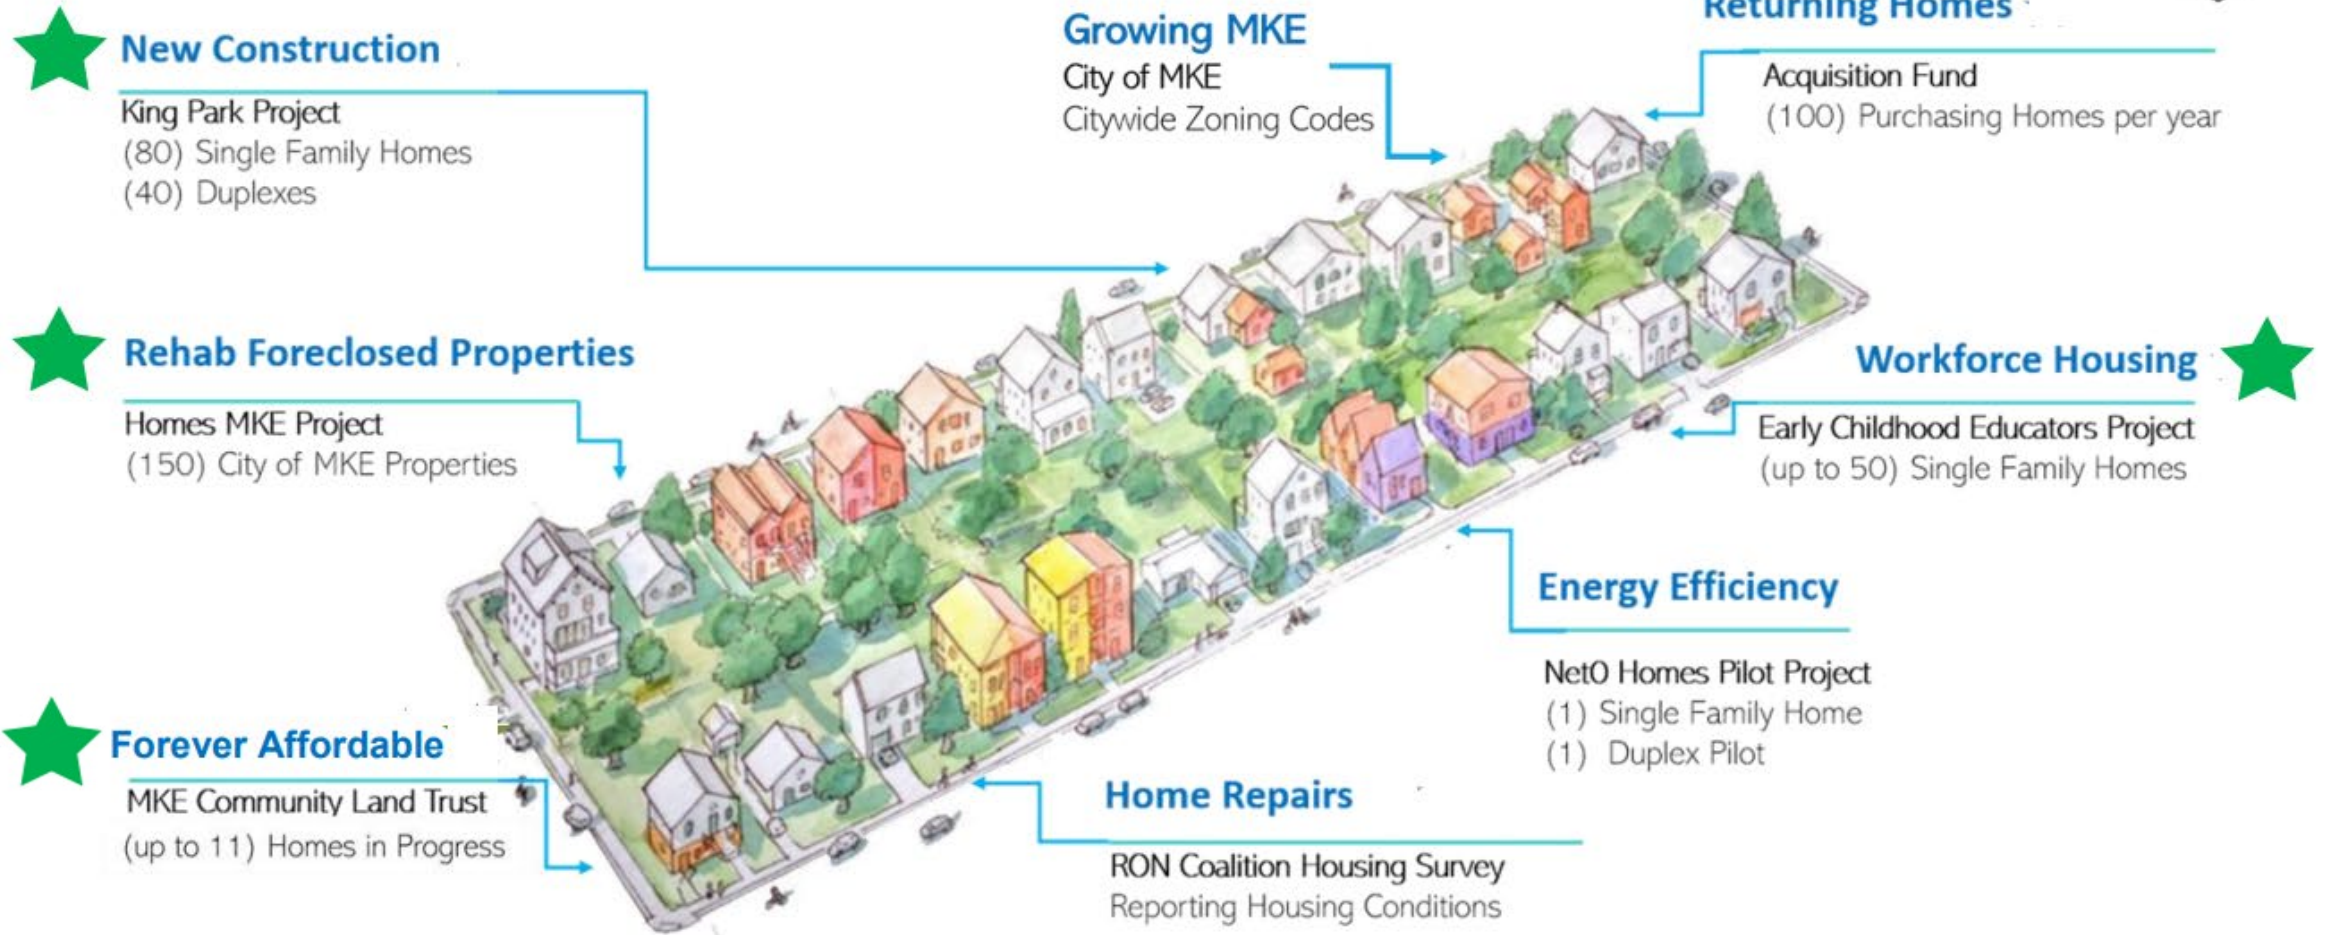 New Construction
King Park Project
(80) Single Family Homes
(40) Duplexes
Growing MKE
City of MKE
Citywide Zoning Codes
Returning Homes
Acquisition Fund
(100) Purchasing Homes per year
Rehab Foreclosed Properties
Homes MKE Project
(150) City of MKE Properties
Workforce Housing
Early Childhood Educators Project
(up to 50) Single Family Homes
Energy Efficiency
Net0 Homes Pilot Project
(1) Single Family Home
(1) Duplex Pilot
Forever Affordable
MKE Community Land Trust
(up to 11) Homes in Progress
Home Repairs
RON Coalition Housing Survey
Reporting Housing Conditions